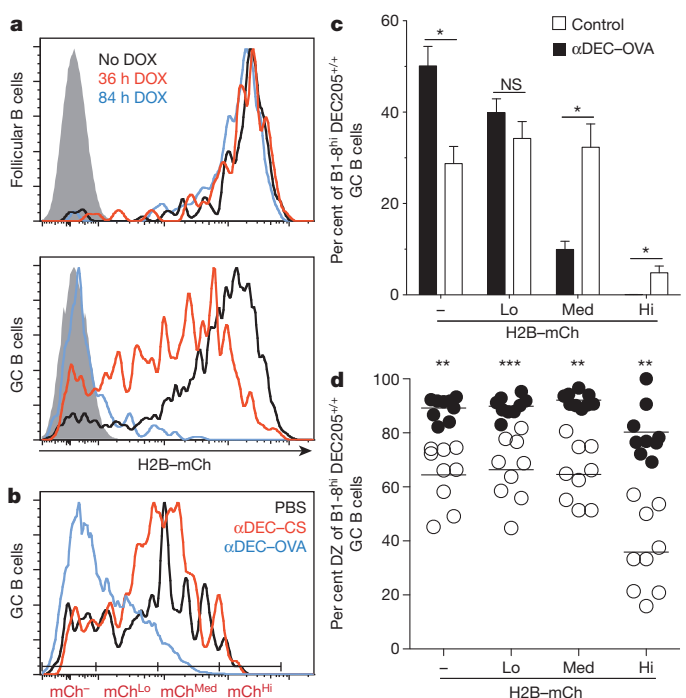 a
No DOX
36 h DOX
84 h DOX
Follicular B cells
GC B cells
H2B–mCh
b
PBS
αDEC–CS
αDEC–OVA
GC B cells
mCh–
mChLo
mChMed
mChHi
c
Control
αDEC–OVA
60
40
20
0
Per cent of B1-8hi DEC205+/+
GC B cells
*
NS
*
*
– Lo Med Hi
H2B–mCh
d
** *** ** **
100
80
60
40
20
0
Per cent DZ of B1-8hi DEC205+/+
GC B cells
– Lo Med Hi
H2B–mCh